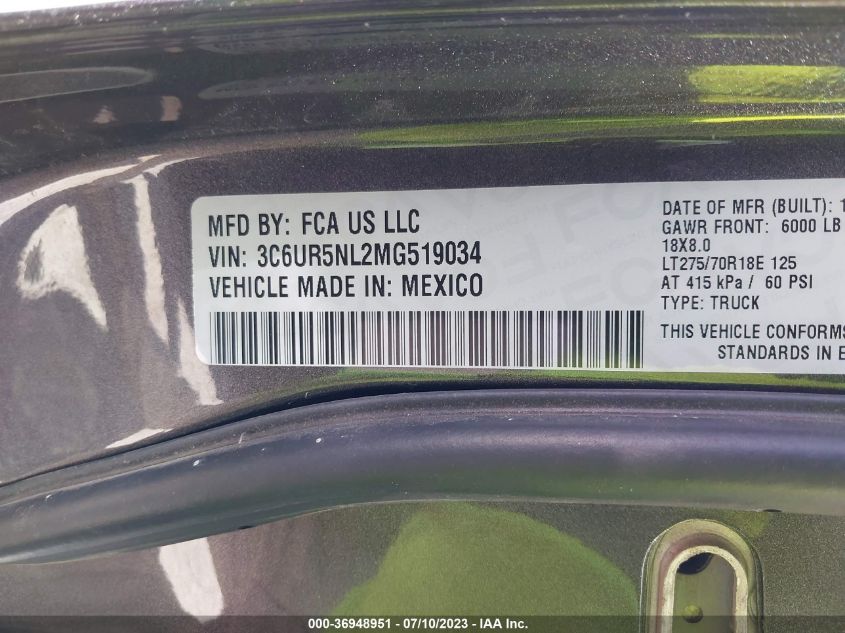 MFD BY: FCA US LLC
VIN: 3C6UR5NL2MG519034
VEHICLE MADE IN: MEXICO
DATE OF MFR (BUILT): 1
GAWR FRONT: 6000 LB
18X8.0
LT275/70R18E 125
AT 415 kPa / 60 PSI
TYPE: TRUCK
THIS VEHICLE CONFORMS
STANDARDS IN E
000-36948951 - 07/10/2023 - IAA Inc.